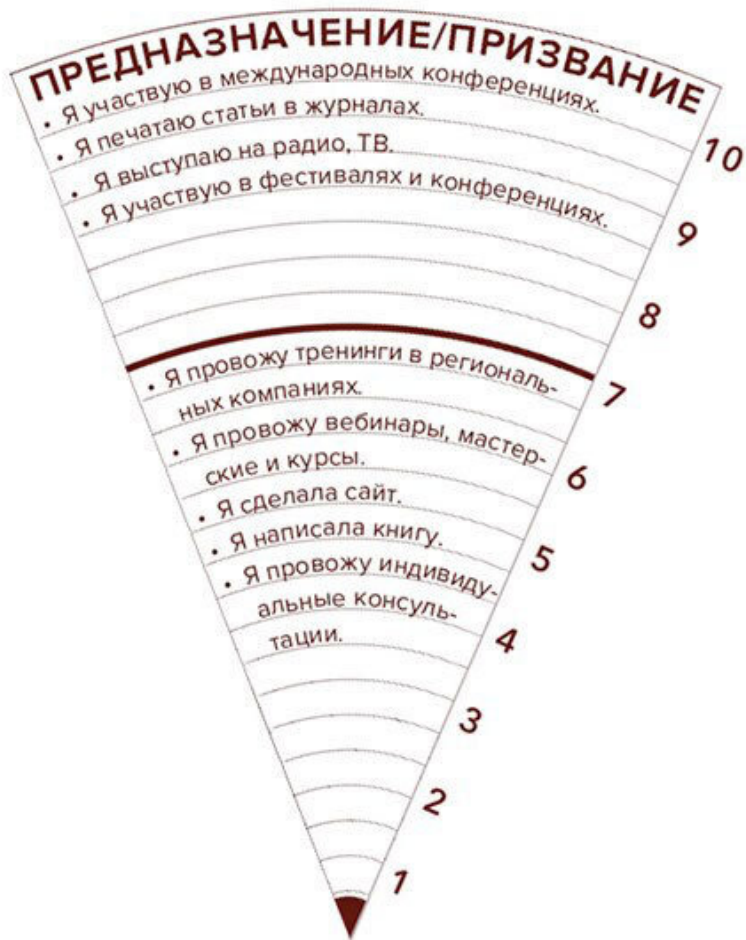 ПРЕДНАЗНАЧЕНИЕ/ПРИЗВАНИЕ
• Я участвую в международных конференциях.
• Я печатаю статьи в журналах.
• Я выступаю на радио, ТВ.
• Я участвую в фестивалях и конференциях.
10
9
8
7
• Я провожу тренинги в региональ-
ных компаниях.
• Я провожу вебинары, мастер-
ские и курсы.
• Я сделала сайт.
• Я написала книгу.
• Я провожу индивиду-
альные консуль-
тации.
6
5
4
3
2
1